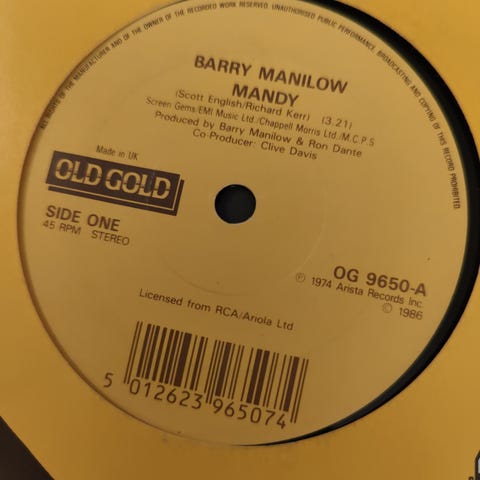 ALL RIGHTS OF THE MANUFACTURER AND OF THE OWNER OF THE RECORDED WORK RESERVED. UNAUTHORISED PUBLIC PERFORMANCE, BROADCASTING AND COPYING OF THIS RECORD PROHIBITED
BARRY MANILOW
MANDY
(Scott English/Richard Kerr) (3.21)
Screen Gems/EMI Music Ltd./Chappell Morris Ltd./M.C.P.S
Produced by Barry Manilow & Ron Dante
Co-Producer: Clive Davis
Made in UK
OLD GOLD
SIDE ONE
45 RPM STEREO
OG 9650-A
℗ 1974 Arista Records Inc.
© 1986
Licensed from RCA/Ariola Ltd
5 012623 965074